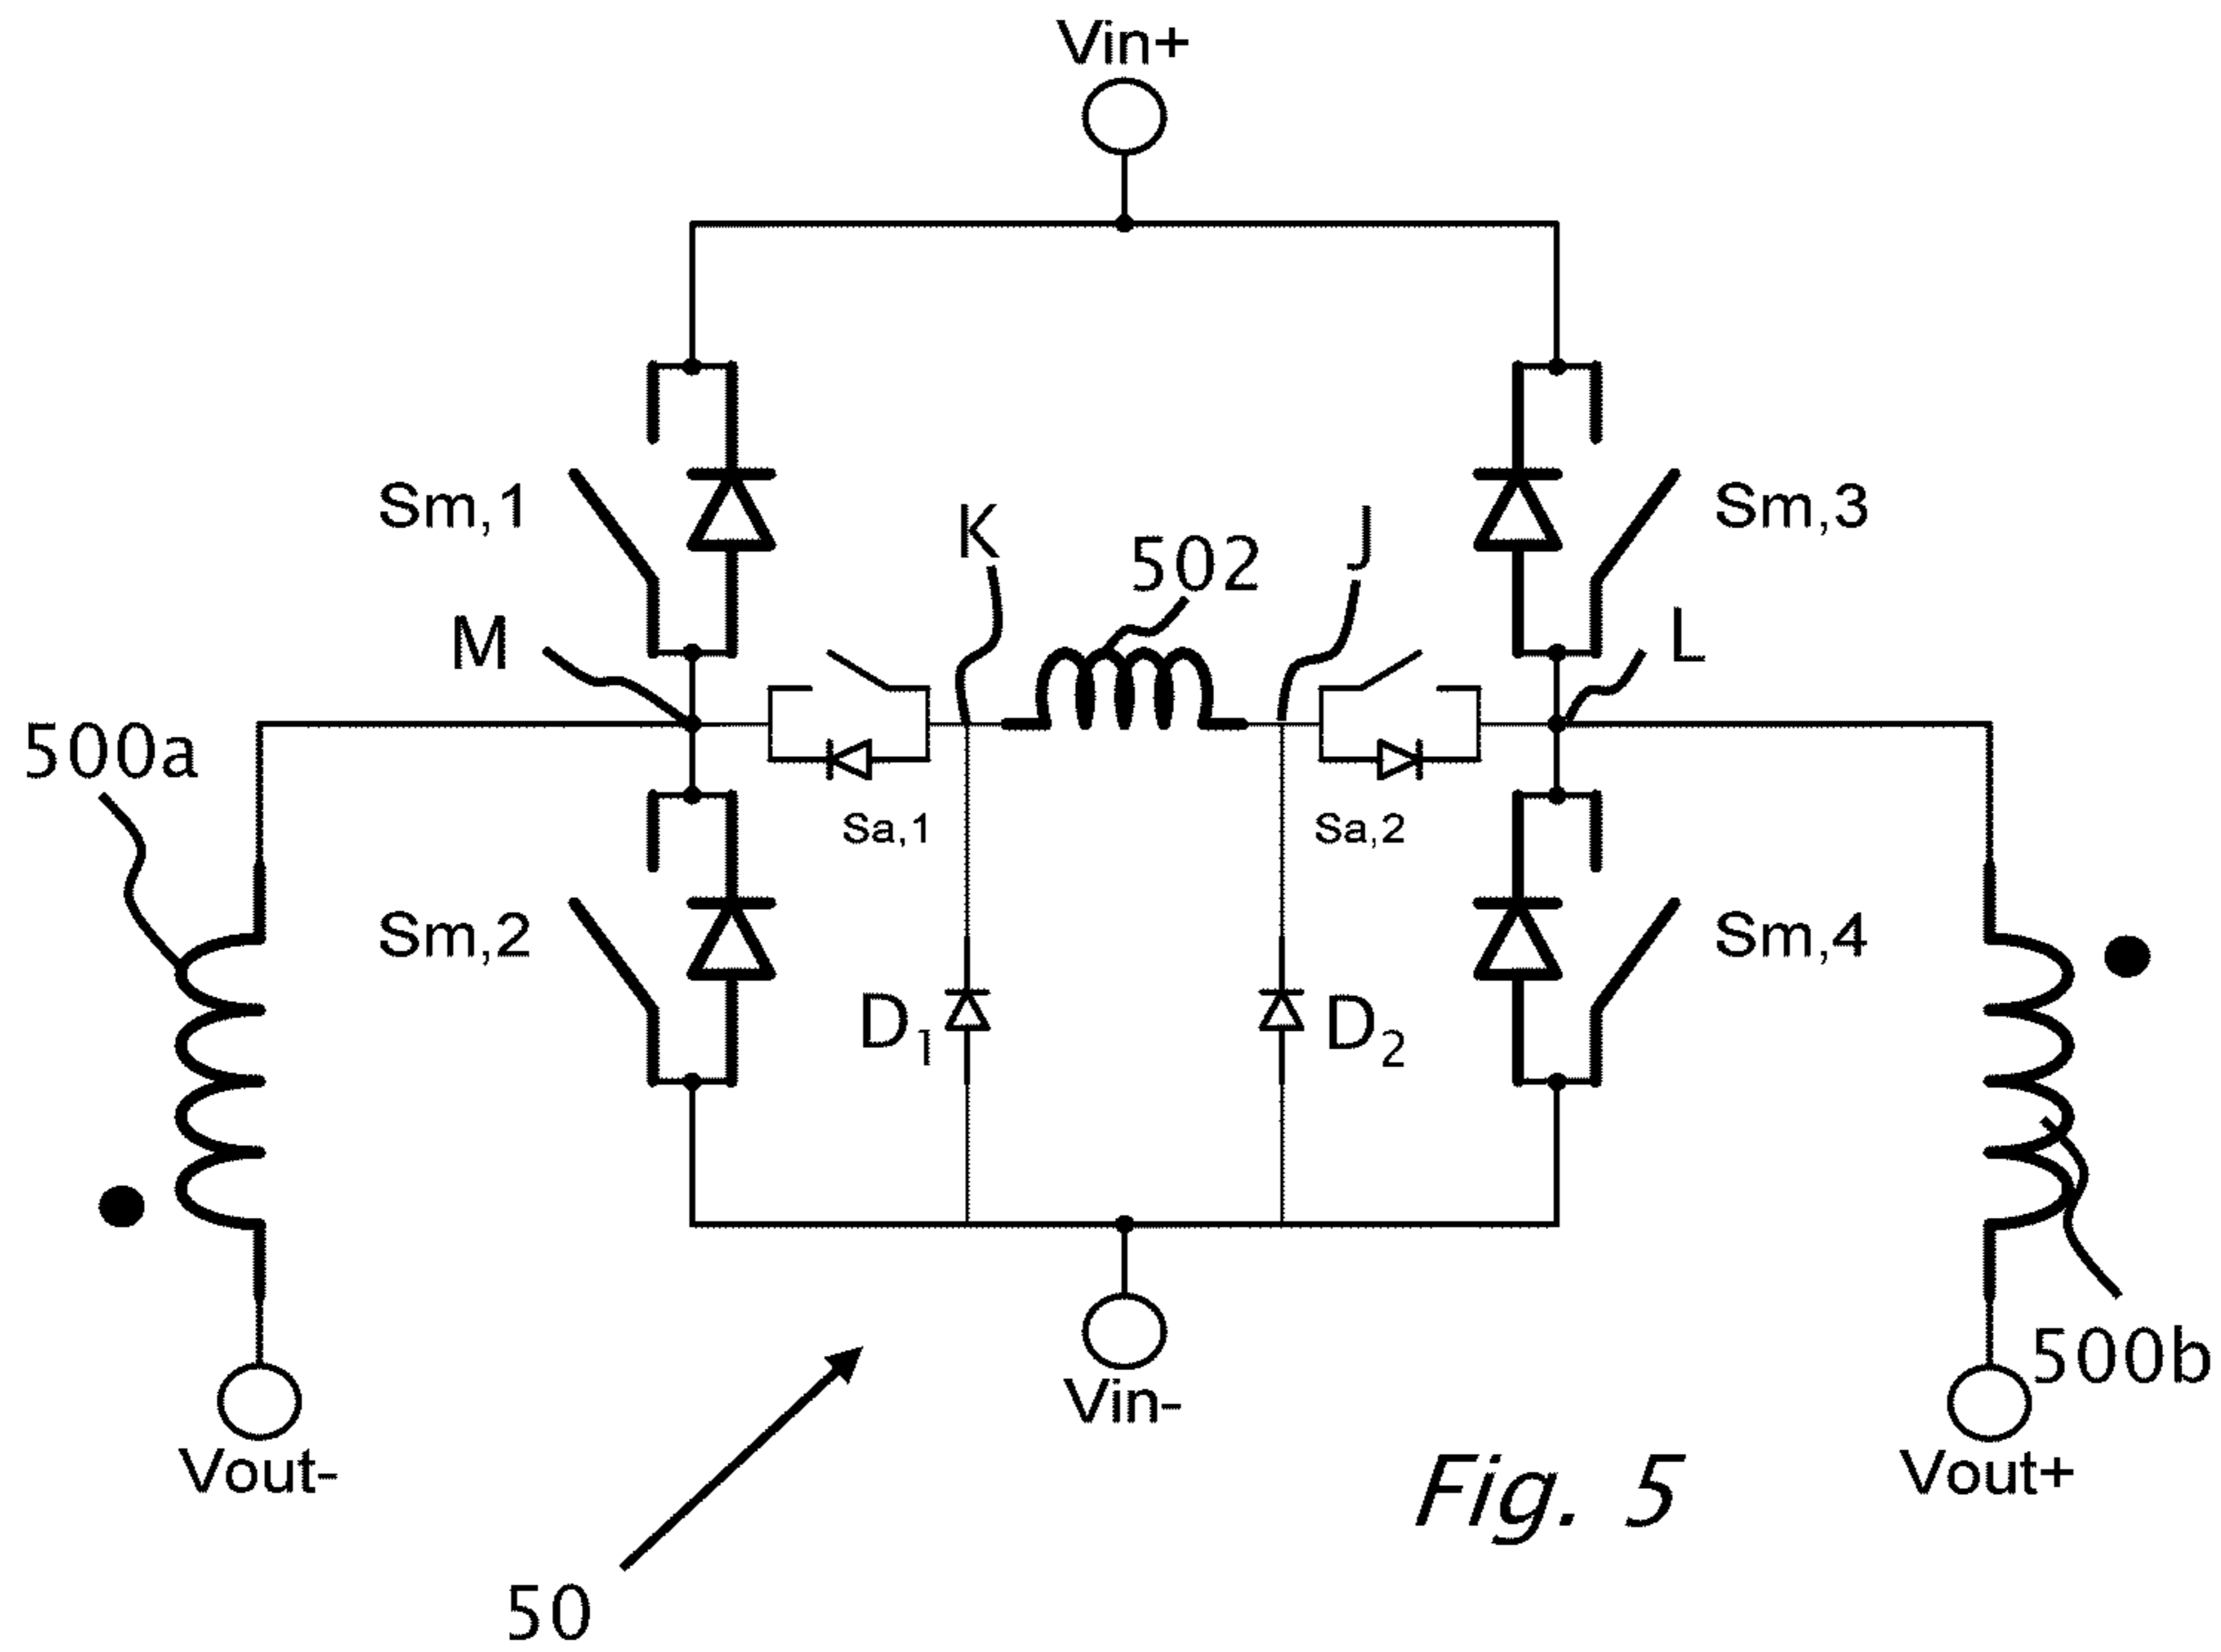 Vin+
Sm,1
Sm,3
K
502
J
M
L
500a
Sa,1
Sa,2
Sm,2
Sm,4
D1
D2
500b
Vin-
Vout-
Vout+
Fig. 5
50